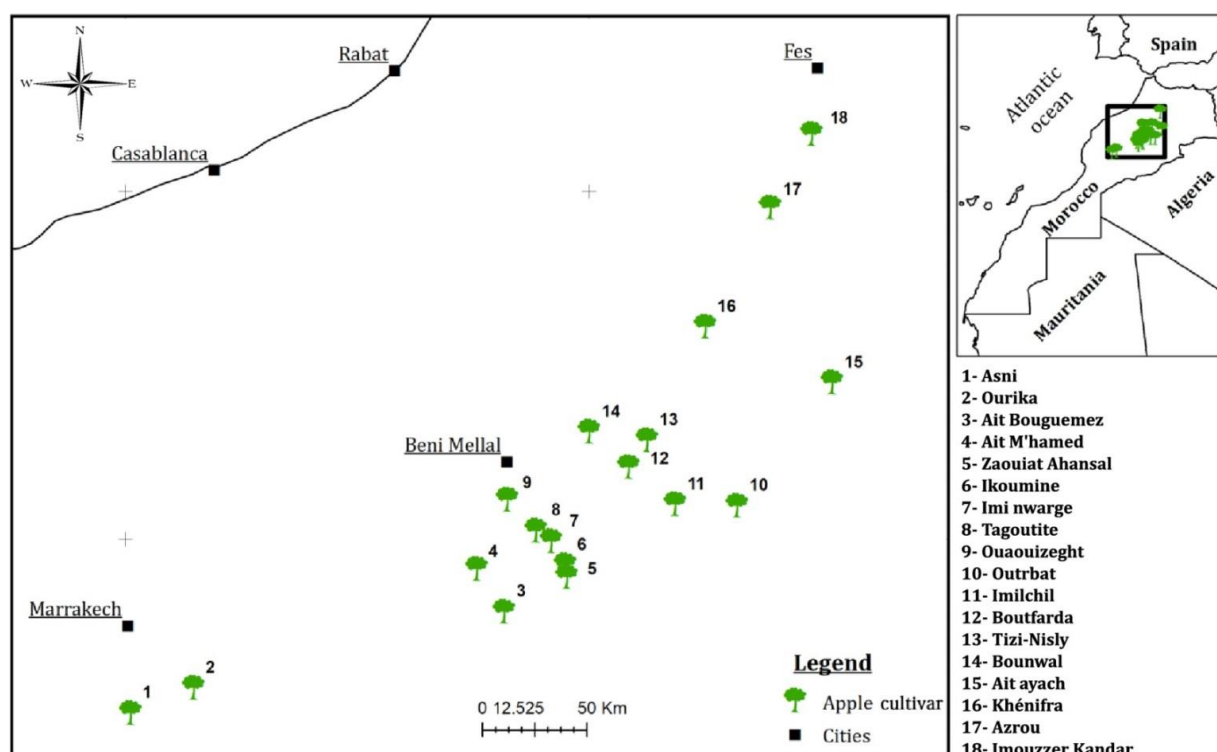 N
W E
S
Rabat
Fes
Casablanca
18
17
16
15
14
13
Beni Mellal
12
9
11
10
8
7
4
6
5
3
Marrakech
2
1
Legend
Apple cultivar
Cities
0 12.525 50 Km
Spain
Atlantic
ocean
Morocco
Algeria
Mauritania
1- Asni
2- Ourika
3- Ait Bouguemez
4- Ait M'hamed
5- Zaouiat Ahansal
6- Ikoumine
7- Imi nwarge
8- Tagoutite
9- Ouaouizeght
10- Outrbat
11- Imilchil
12- Boutfarda
13- Tizi-Nisly
14- Bounwal
15- Ait ayach
16- Khénifra
17- Azrou
18- Imouzzer Kandar